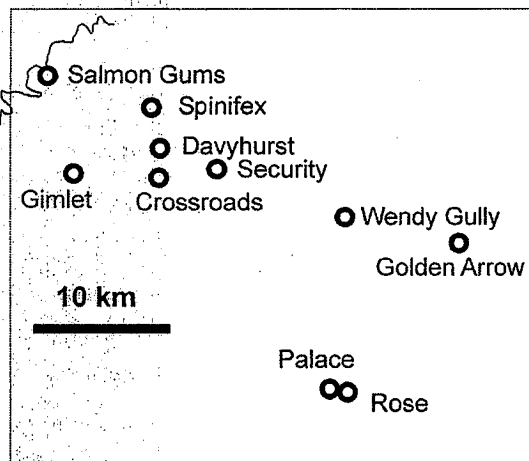 Salmon Gums
Spinifex
Davyhurst
Security
Gimlet
Crossroads
Wendy Gully
Golden Arrow
10 km
Palace
Rose